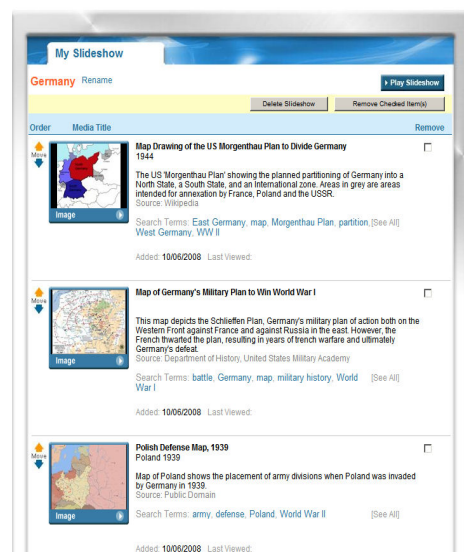 My Slideshow
Germany Rename
Play Slideshow
Delete Slideshow Remove Checked Item(s)
Order Media Title Remove
Move
Image
Map Drawing of the US Morgenthau Plan to Divide Germany
1944
The US 'Morgenthau Plan' showing the planned partitioning of Germany into a
North State, a South State, and an International zone. Areas in grey are areas
intended for annexation by France, Poland and the USSR.
Source: Wikipedia
Search Terms: East Germany, map, Morgenthau Plan, partition, [See All]
West Germany, WW II
Added: 10/06/2008 Last Viewed:
Move
Image
Map of Germany's Military Plan to Win World War I
This map depicts the Schlieffen Plan, Germany's military plan of action both on the
Western Front against France and against Russia in the east. However, the
French thwarted the plan, resulting in years of trench warfare and ultimately
Germany's defeat.
Source: Department of History, United States Military Academy
Search Terms: battle, Germany, map, military history, World [See All]
War I
Added: 10/06/2008 Last Viewed:
Move
Image
Polish Defense Map, 1939
Poland 1939
Map of Poland shows the placement of army divisions when Poland was invaded
by Germany in 1939.
Source: Public Domain
Search Terms: army, defense, Poland, World War II [See All]
Added: 10/06/2008 Last Viewed: